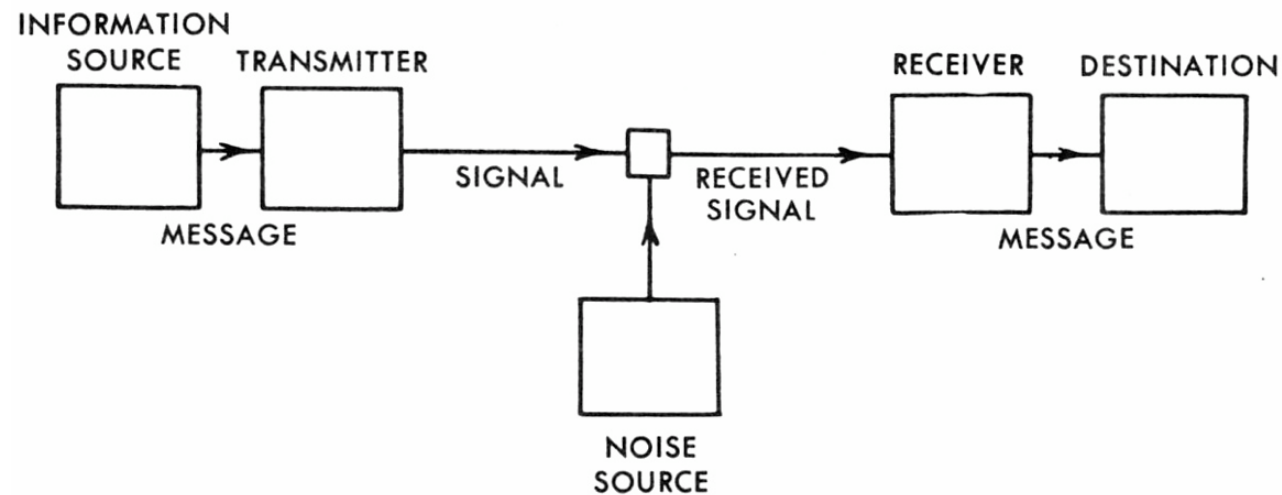 INFORMATION
SOURCE
TRANSMITTER
RECEIVER
DESTINATION
SIGNAL
RECEIVED
SIGNAL
MESSAGE
MESSAGE
NOISE
SOURCE